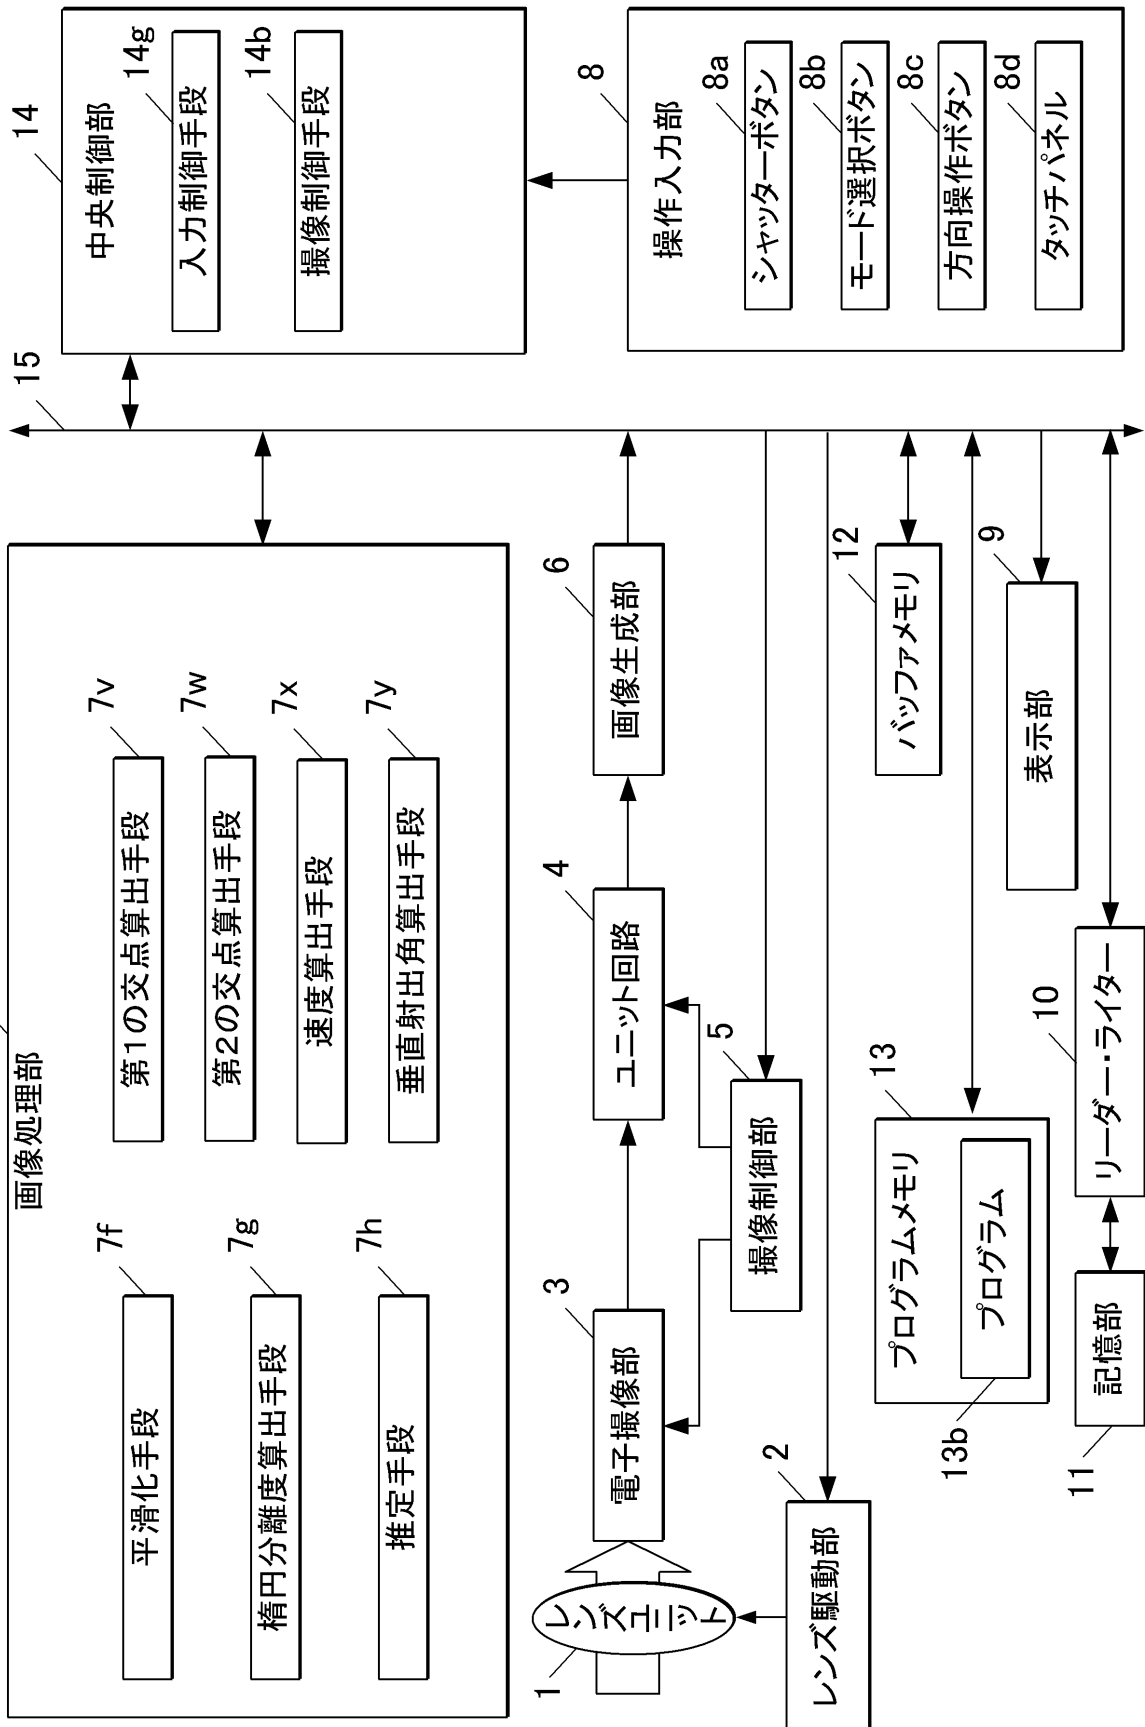 画像処理部
7f
平滑化手段
7g
楕円分離度算出手段
7h
推定手段
7v
第1の交点算出手段
7w
第2の交点算出手段
7x
速度算出手段
7y
垂直射出角算出手段
15
14
中央制御部
14g
入力制御手段
14b
撮像制御手段
1
レンズユニット
3
電子撮像部
4
ユニット回路
6
画像生成部
5
撮像制御部
2
レンズ駆動部
8
操作入力部
8a
シャッターボタン
8b
モード選択ボタン
8c
方向操作ボタン
8d
タッチパネル
12
バッファメモリ
13
プログラムメモリ
プログラム
13b
9
表示部
10
リーダー・ライター
11
記憶部